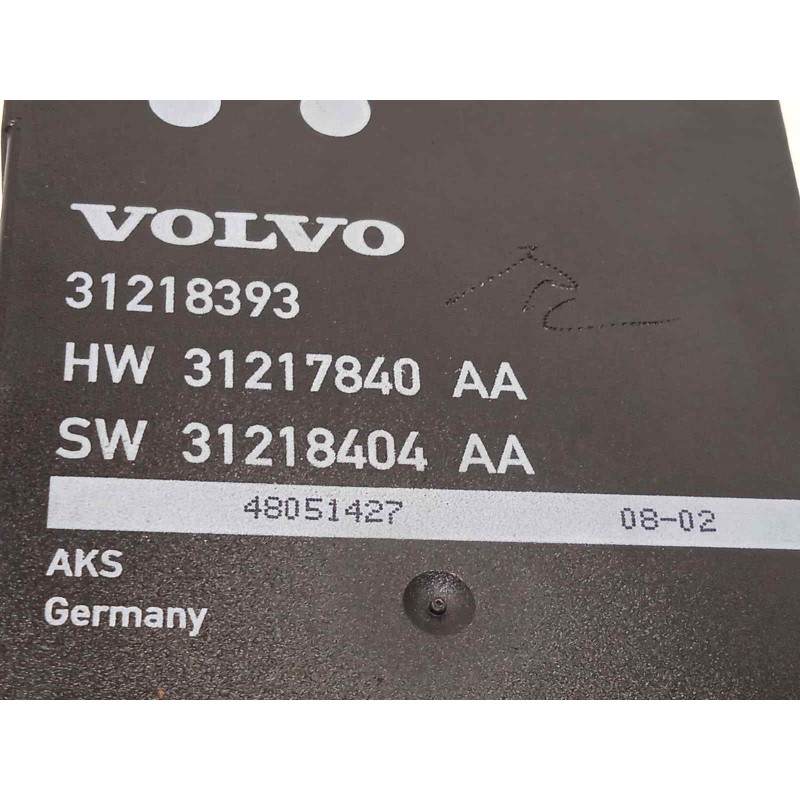 VOLVO
31218393
HW 31217840 AA
SW 31218404 AA
48051427 08-02
AKS
Germany